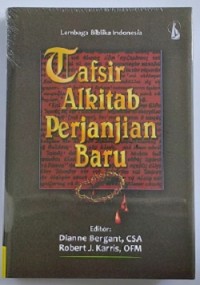 Lembaga Biblika Indonesia
Tafsir
Alkitab
Perjanjian
Baru
Editor:
Dianne Bergant, CSA
Robert J. Karris, OFM